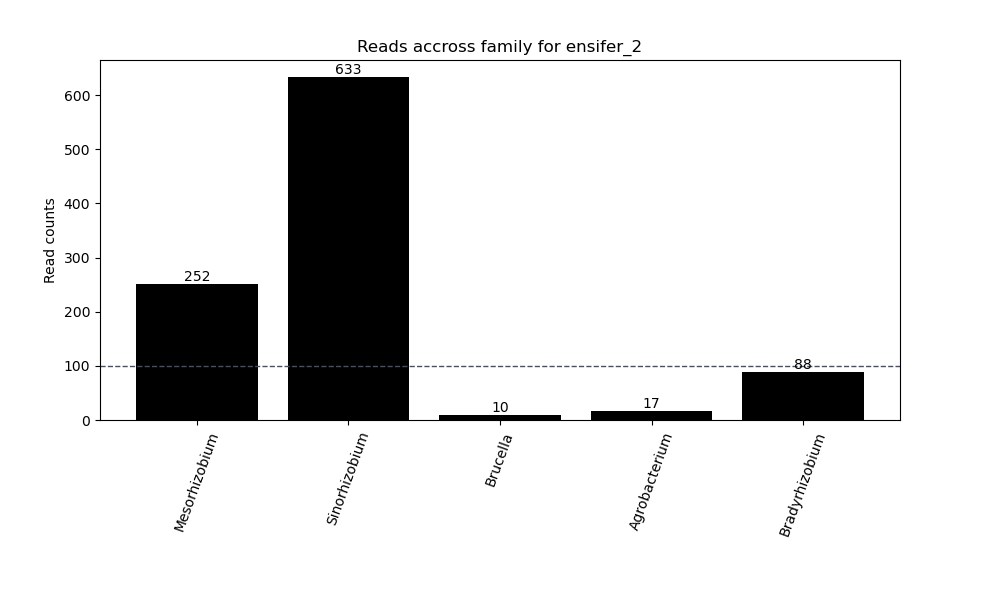 Reads accross family for ensifer_2
Read counts
600
500
400
300
200
100
0
252
633
10
17
88
Mesorhizobium
Sinorhizobium
Brucella
Agrobacterium
Bradyrhizobium